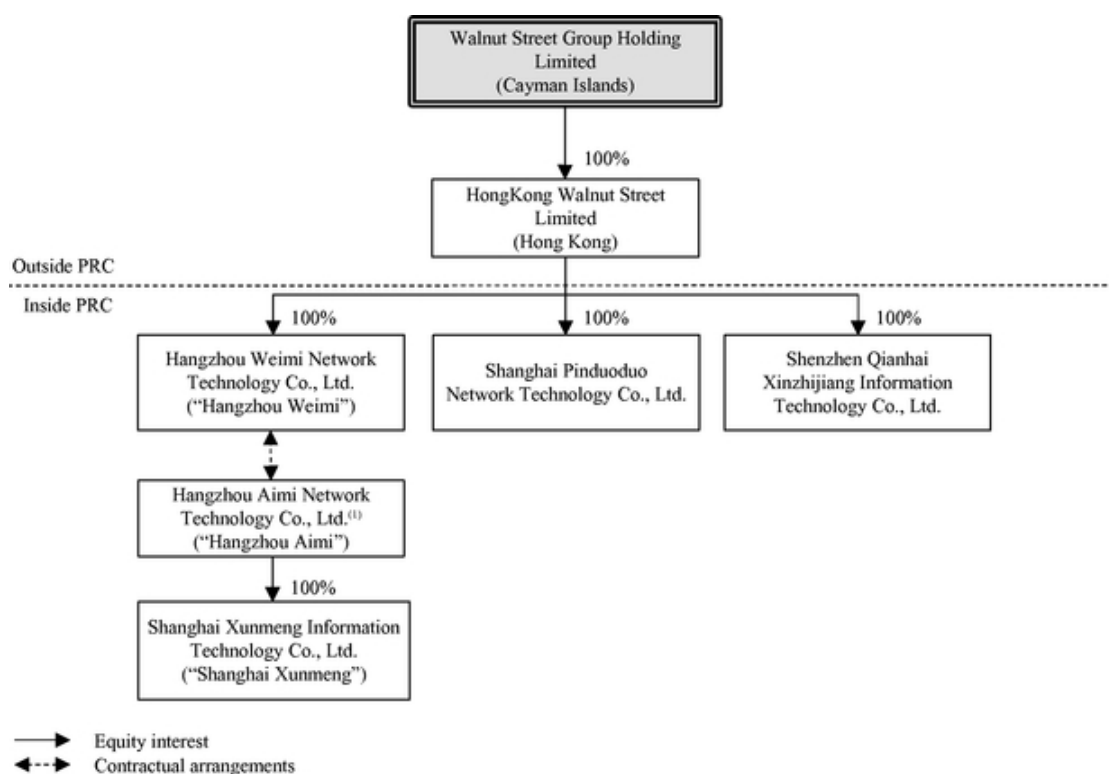 Walnut Street Group Holding
Limited
(Cayman Islands)
100%
HongKong Walnut Street
Limited
(Hong Kong)
Outside PRC
Inside PRC
100%
100%
100%
Hangzhou Weimi Network
Technology Co., Ltd.
(“Hangzhou Weimi”)
Shanghai Pinduoduo
Network Technology Co., Ltd.
Shenzhen Qianhai
Xinzhijiang Information
Technology Co., Ltd.
Hangzhou Aimi Network
Technology Co., Ltd.(1)
(“Hangzhou Aimi”)
100%
Shanghai Xunmeng Information
Technology Co., Ltd.
(“Shanghai Xunmeng”)
Equity interest
Contractual arrangements